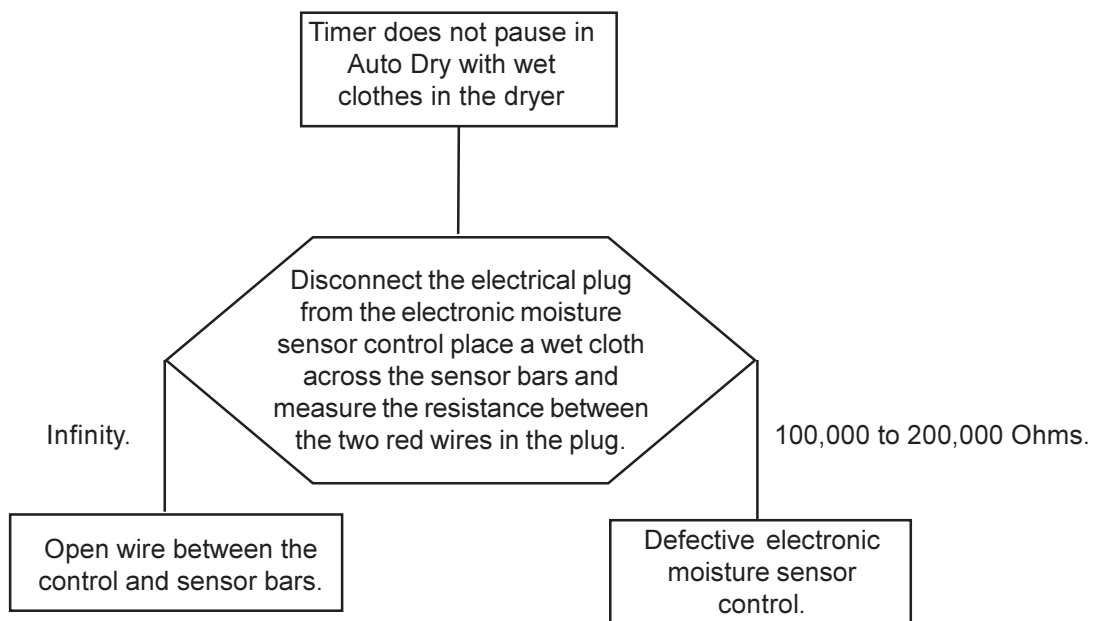 Timer does not pause in
Auto Dry with wet
clothes in the dryer
Disconnect the electrical plug
from the electronic moisture
sensor control place a wet cloth
across the sensor bars and
measure the resistance between
the two red wires in the plug.
Infinity.
100,000 to 200,000 Ohms.
Open wire between the
control and sensor bars.
Defective electronic
moisture sensor
control.